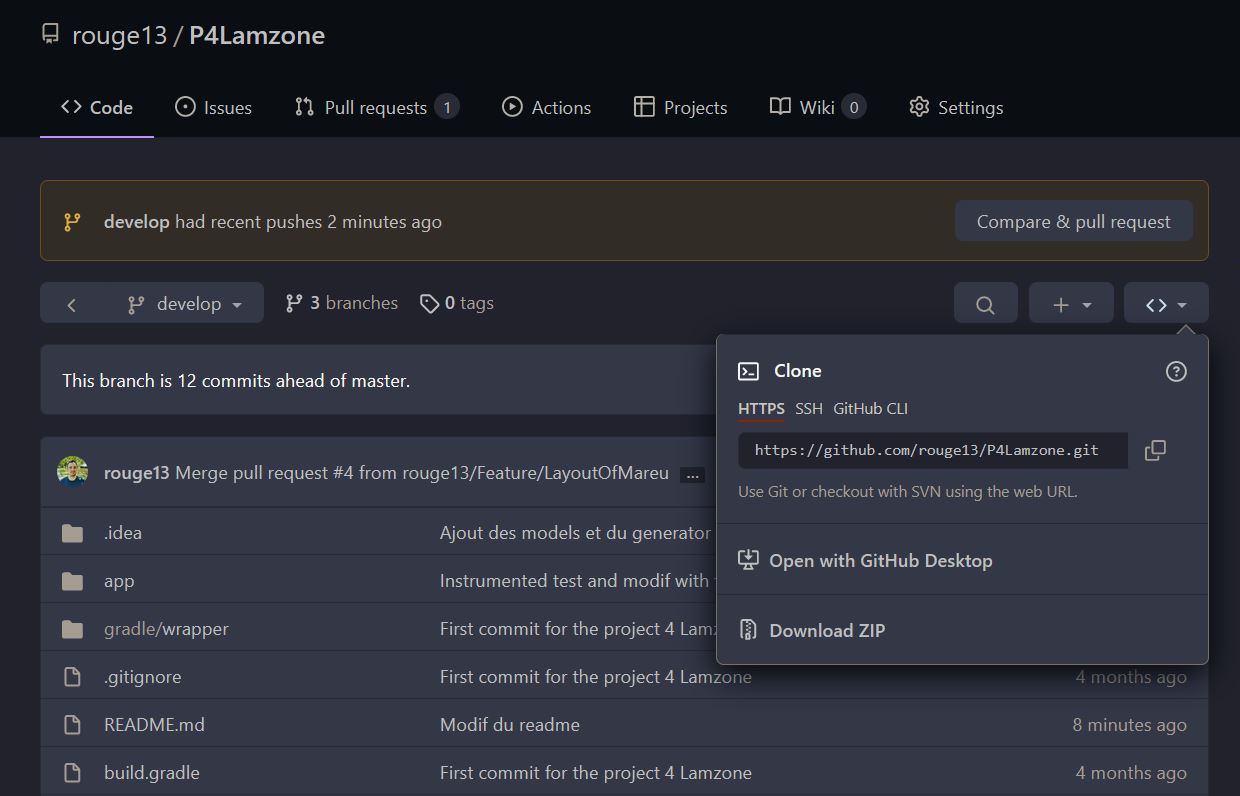 rouge13 / P4Lamzone
Code Issues Pull requests 1 Actions Projects Wiki 0 Settings
develop had recent pushes 2 minutes ago Compare & pull request
develop 3 branches 0 tags
This branch is 12 commits ahead of master.
Clone
HTTPS SSH GitHub CLI
https://github.com/rouge13/P4Lamzone.git
Use Git or checkout with SVN using the web URL.
Open with GitHub Desktop
Download ZIP
rouge13 Merge pull request #4 from rouge13/Feature/LayoutOfMareu ...
.idea Ajout des models et du generator
app Instrumented test and modif with
gradle/wrapper First commit for the project 4 Lamz
.gitignore First commit for the project 4 Lamzone 4 months ago
README.md Modif du readme 8 minutes ago
build.gradle First commit for the project 4 Lamzone 4 months ago